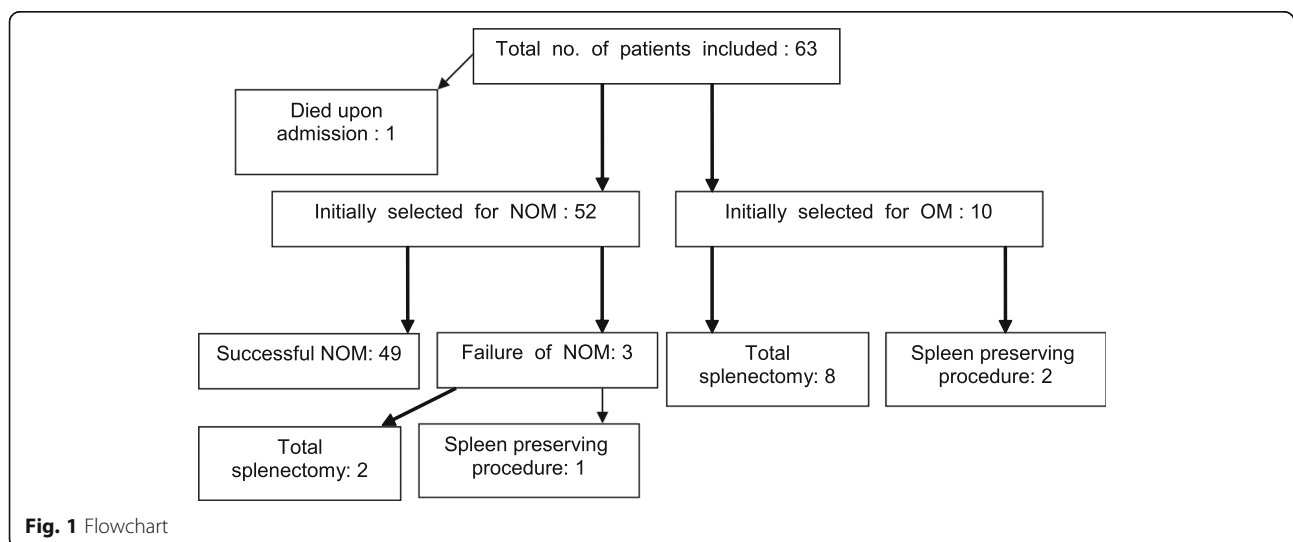 Total no. of patients included : 63
Died upon
admission : 1
Initially selected for NOM : 52
Initially selected for OM : 10
Successful NOM: 49
Failure of NOM: 3
Total
splenectomy: 8
Spleen preserving
procedure: 2
Total
splenectomy: 2
Spleen preserving
procedure: 1
Fig. 1 Flowchart